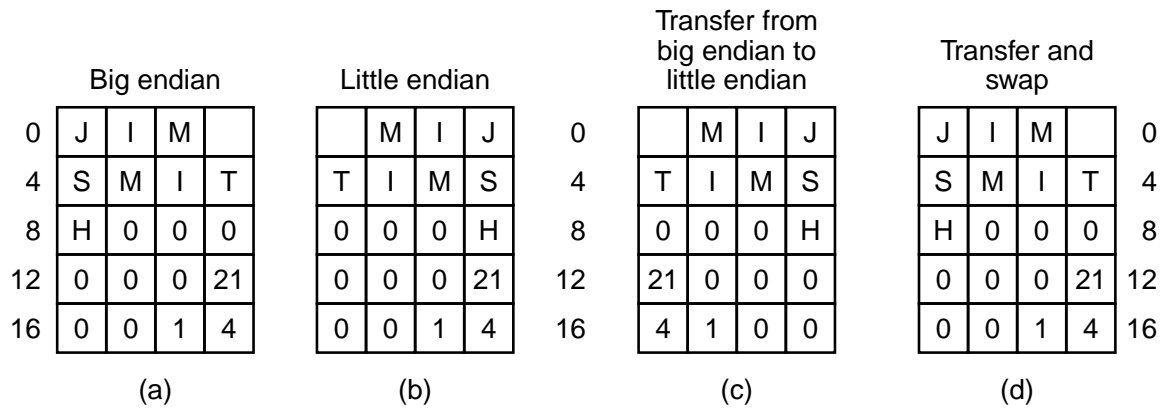 Big endian
0 J I M
4 S M I T
8 H 0 0 0
12 0 0 0 21
16 0 0 1 4
(a)
Little endian
M I J 0
T I M S 4
0 0 0 H 8
0 0 0 21 12
0 0 1 4 16
(b)
Transfer from
big endian to
little endian
M I J
T I M S
0 0 0 H
21 0 0 0
4 1 0 0
(c)
Transfer and
swap
J I M 0
S M I T 4
H 0 0 0 8
0 0 0 21 12
0 0 1 4 16
(d)